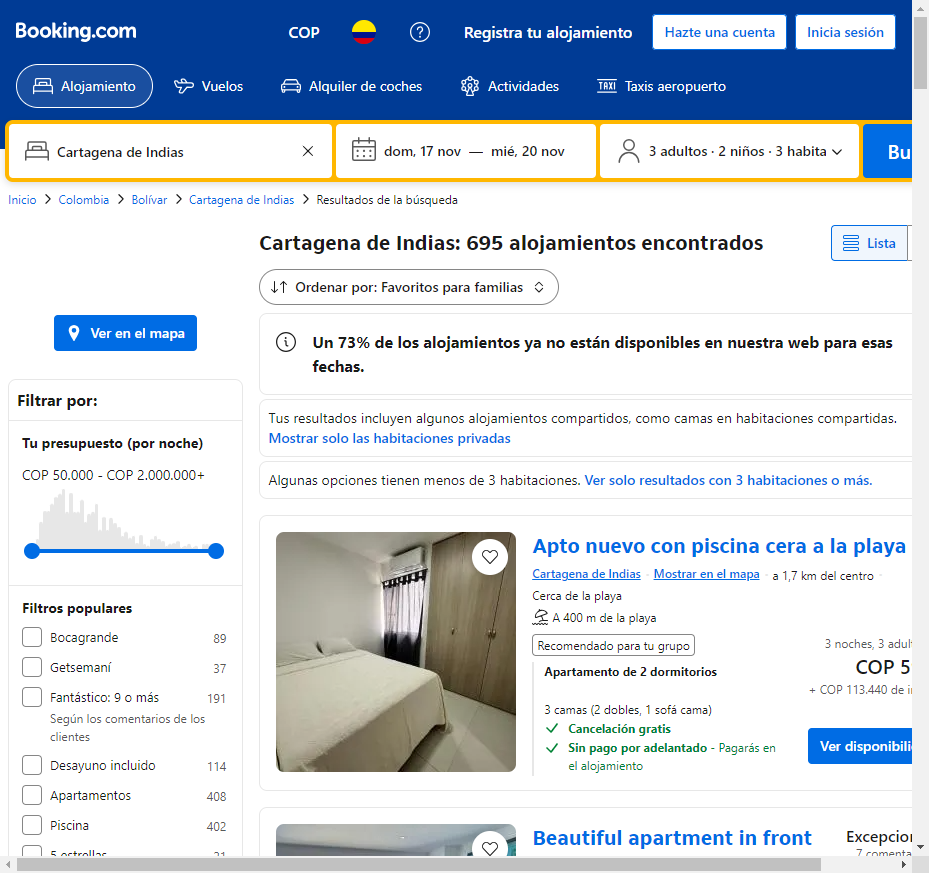 Booking.com
COP
Registra tu alojamiento
Hazte una cuenta
Inicia sesión
Alojamiento
Vuelos
Alquiler de coches
Actividades
TAXI Taxis aeropuerto
Cartagena de Indias
dom, 17 nov — mié, 20 nov
3 adultos · 2 niños · 3 habita
Bu
Inicio > Colombia > Bolívar > Cartagena de Indias > Resultados de la búsqueda
Cartagena de Indias: 695 alojamientos encontrados
Lista
Ordenar por: Favoritos para familias
Ver en el mapa
Un 73% de los alojamientos ya no están disponibles en nuestra web para esas
fechas.
Tus resultados incluyen algunos alojamientos compartidos, como camas en habitaciones compartidas.
Mostrar solo las habitaciones privadas
Algunas opciones tienen menos de 3 habitaciones. Ver solo resultados con 3 habitaciones o más.
Filtrar por:
Tu presupuesto (por noche)
COP 50.000 - COP 2.000.000+
Filtros populares
Bocagrande 89
Getsemaní 37
Fantástico: 9 o más 191
Según los comentarios de los
clientes
Desayuno incluido 114
Apartamentos 408
Piscina 402
5 estrellas 21
Apto nuevo con piscina cera a la playa
Cartagena de Indias · Mostrar en el mapa · a 1,7 km del centro ·
Cerca de la playa
A 400 m de la playa
Recomendado para tu grupo
Apartamento de 2 dormitorios
3 camas (2 dobles, 1 sofá cama)
Cancelación gratis
Sin pago por adelantado - Pagarás en
el alojamiento
3 noches, 3 adult
COP 5
+ COP 113.440 de i
Ver disponibili
Beautiful apartment in front
Excepcion
7 comenta